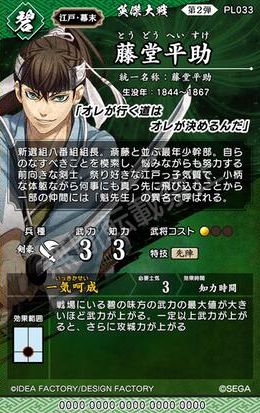 碧
江戸・幕末
英傑大戦
第2弾
PL033
とう どう へい すけ
藤堂平助
統一名称:藤堂平助
生没年:1844～1867
「オレが行く道は
オレが決めるんだ」
新選組八番組組長。斎藤と並ぶ最年少幹部。自ら
のなすべきことを模索し、悩みながらも努力する
前向きな剣士。祭り好きな江戸っ子気質で、小柄
な体躯ながら何事にも真っ先に飛び込むことから
一部の仲間には「魁先生」の異名で呼ばれる。
兵種 武力 知力 武将コスト
剣豪 3 3 特技 先陣
いっきかせい
一気呵成
必要士気 3
効果時間 知力時間
効果範囲
戦場にいる碧の味方の武力の最大値が大き
いほど武力が上がる。一定以上武力が上が
ると、さらに攻城力が上がる
©IDEA FACTORY/DESIGN FACTORY
©SEGA
0000-0000-0000-0000-0000